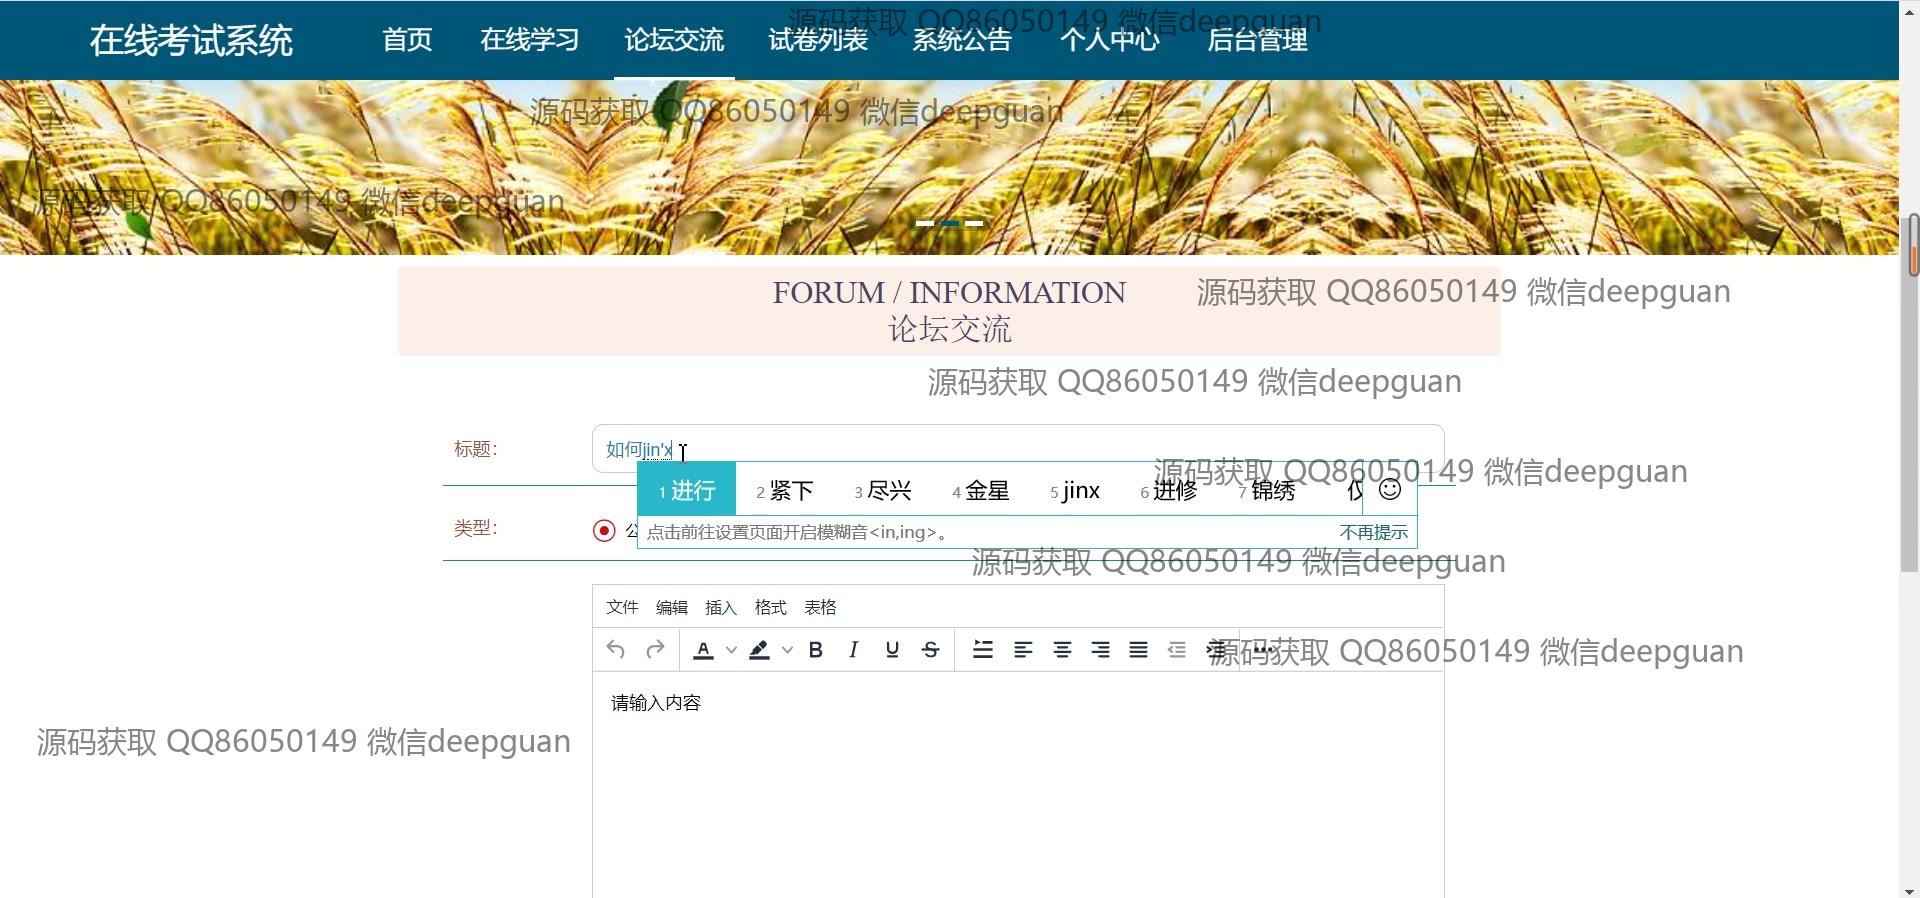 源码获取 QQ86050149 微信deepguan
在线考试系统 首页 在线学习 论坛交流 试卷列表 系统公告 个人中心 后台管理
源码获取 QQ86050149 微信deepguan
源码获取 QQ86050149 微信deepguan
FORUM / INFORMATION
源码获取 QQ86050149 微信deepguan
论坛交流
源码获取 QQ86050149 微信deepguan
标题: 如何jin'x
源码获取 QQ86050149 微信deepguan
1 进行 2 紧下 3 尽兴 4 金星 5 jinx 6 进修 7 锦绣
类型: 公
点击前往设置页面开启模糊音<in,ing>。 不再提示
源码获取 QQ86050149 微信deepguan
文件 编辑 插入 格式 表格
A B I U S
源码获取 QQ86050149 微信deepguan
请输入内容
源码获取 QQ86050149 微信deepguan